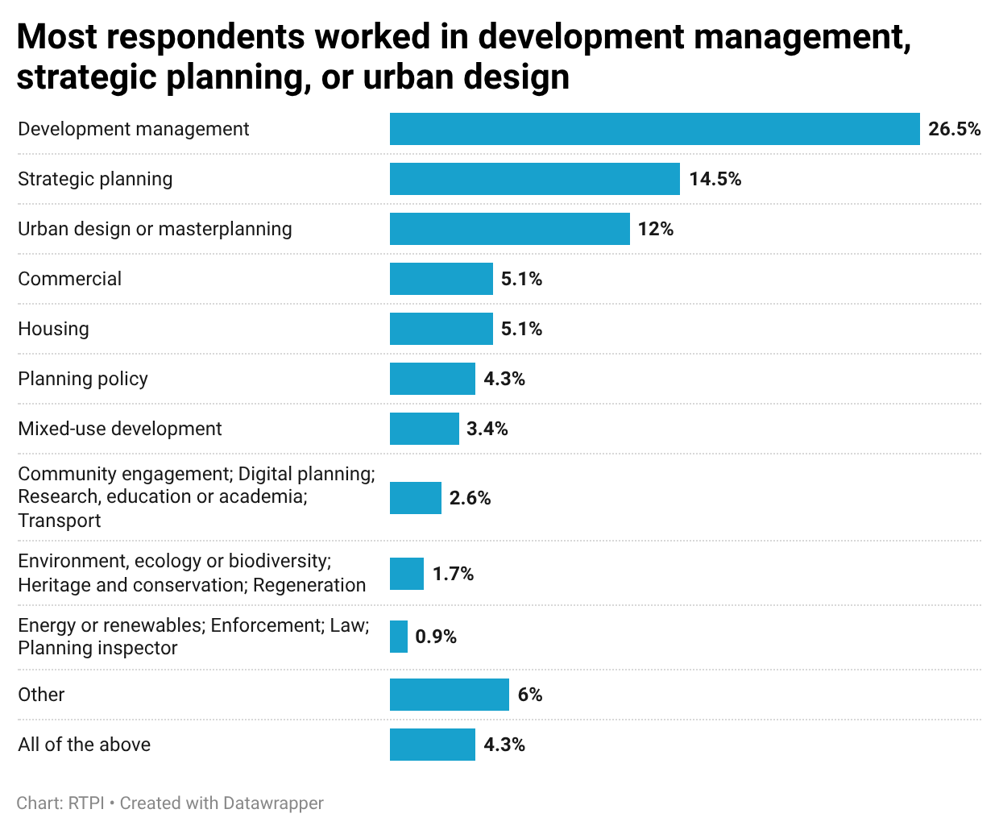 Most respondents worked in development management,
strategic planning, or urban design
Development management 26.5%
Strategic planning 14.5%
Urban design or masterplanning 12%
Commercial 5.1%
Housing 5.1%
Planning policy 4.3%
Mixed-use development 3.4%
Community engagement; Digital planning;
Research, education or academia; 2.6%
Transport
Environment, ecology or biodiversity; 1.7%
Heritage and conservation; Regeneration
Energy or renewables; Enforcement; Law; 0.9%
Planning inspector
Other 6%
All of the above 4.3%
Chart: RTPI • Created with Datawrapper